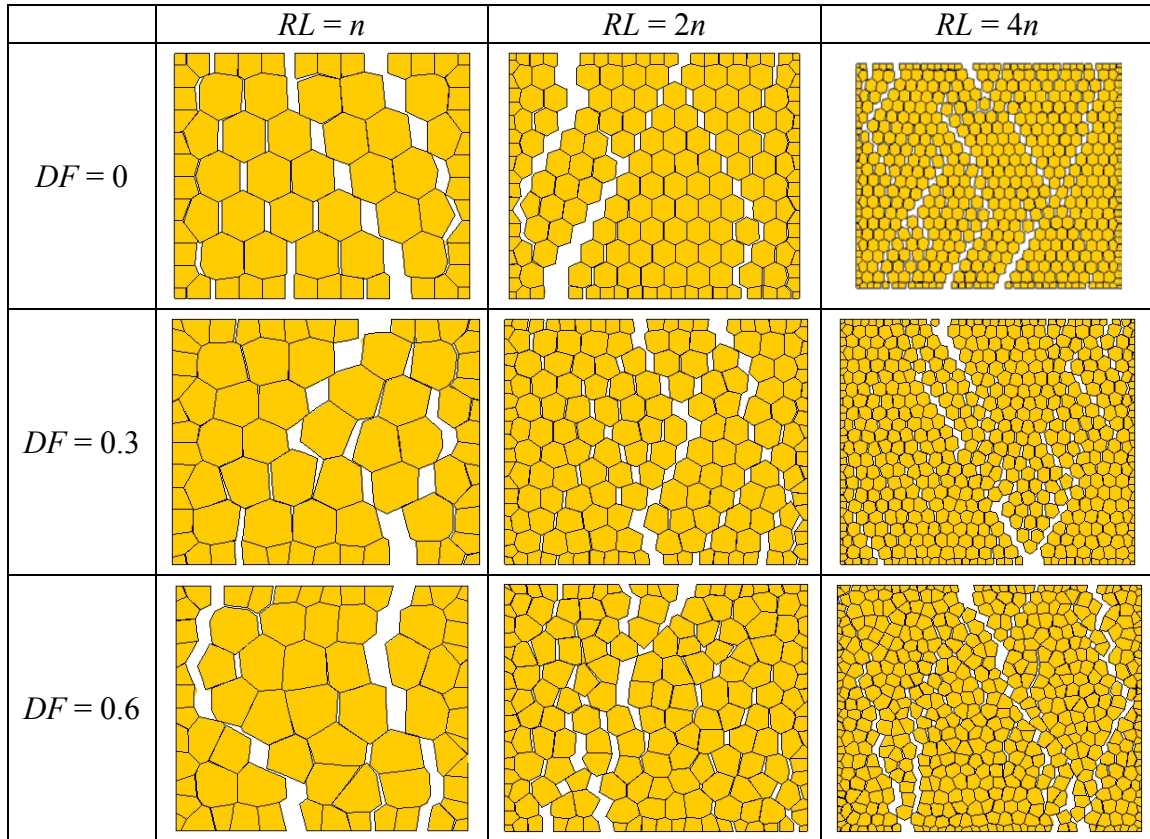 RL = n
RL = 2n
RL = 4n
DF = 0
DF = 0.3
DF = 0.6